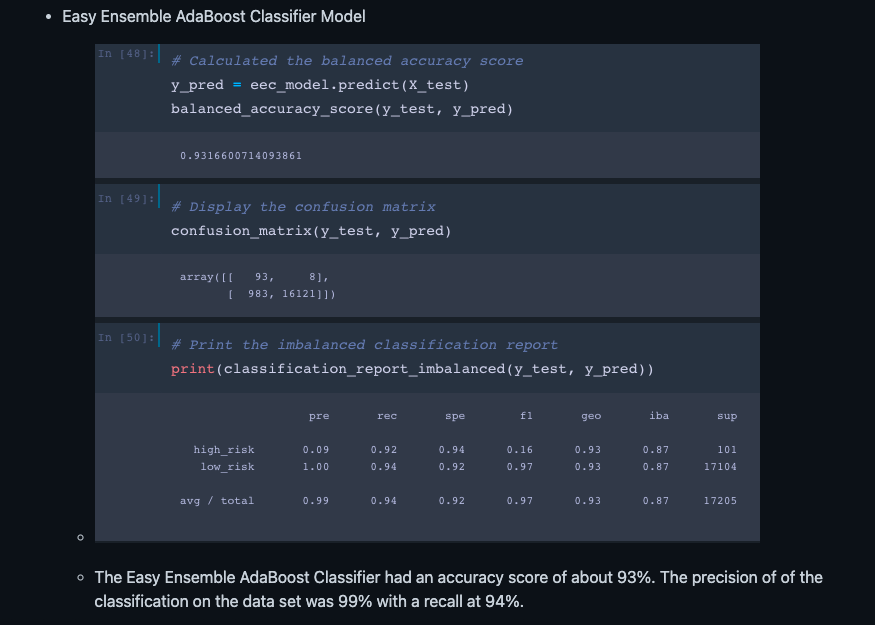 Easy Ensemble AdaBoost Classifier Model
In [48]:
# Calculated the balanced accuracy score
y_pred = eec_model.predict(X_test)
balanced_accuracy_score(y_test, y_pred)
0.9316600714093861
In [49]:
# Display the confusion matrix
confusion_matrix(y_test, y_pred)
array([[   93,     8],
       [  983, 16121]])
In [50]:
# Print the imbalanced classification report
print(classification_report_imbalanced(y_test, y_pred))
pre rec spe f1 geo iba sup
high_risk 0.09 0.92 0.94 0.16 0.93 0.87 101
low_risk 1.00 0.94 0.92 0.97 0.93 0.87 17104
avg / total 0.99 0.94 0.92 0.97 0.93 0.87 17205
The Easy Ensemble AdaBoost Classifier had an accuracy score of about 93%. The precision of of the
classification on the data set was 99% with a recall at 94%.